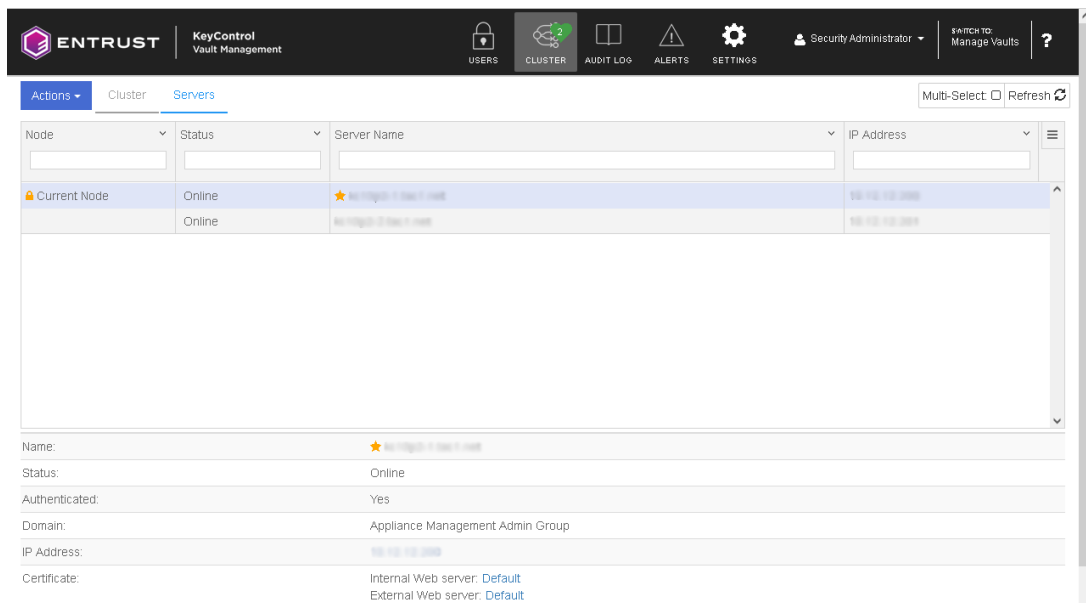 ENTRUST
KeyControl
Vault Management
2
USERS
CLUSTER
AUDIT LOG
ALERTS
SETTINGS
Security Administrator
SWITCH TO:
Manage Vaults
?
Actions
Cluster
Servers
Multi-Select:
Refresh
Node
Status
Server Name
IP Address
Current Node
Online
Online
Name:
Status:
Online
Authenticated:
Yes
Domain:
Appliance Management Admin Group
IP Address:
Certificate:
Internal Web server: Default
External Web server: Default